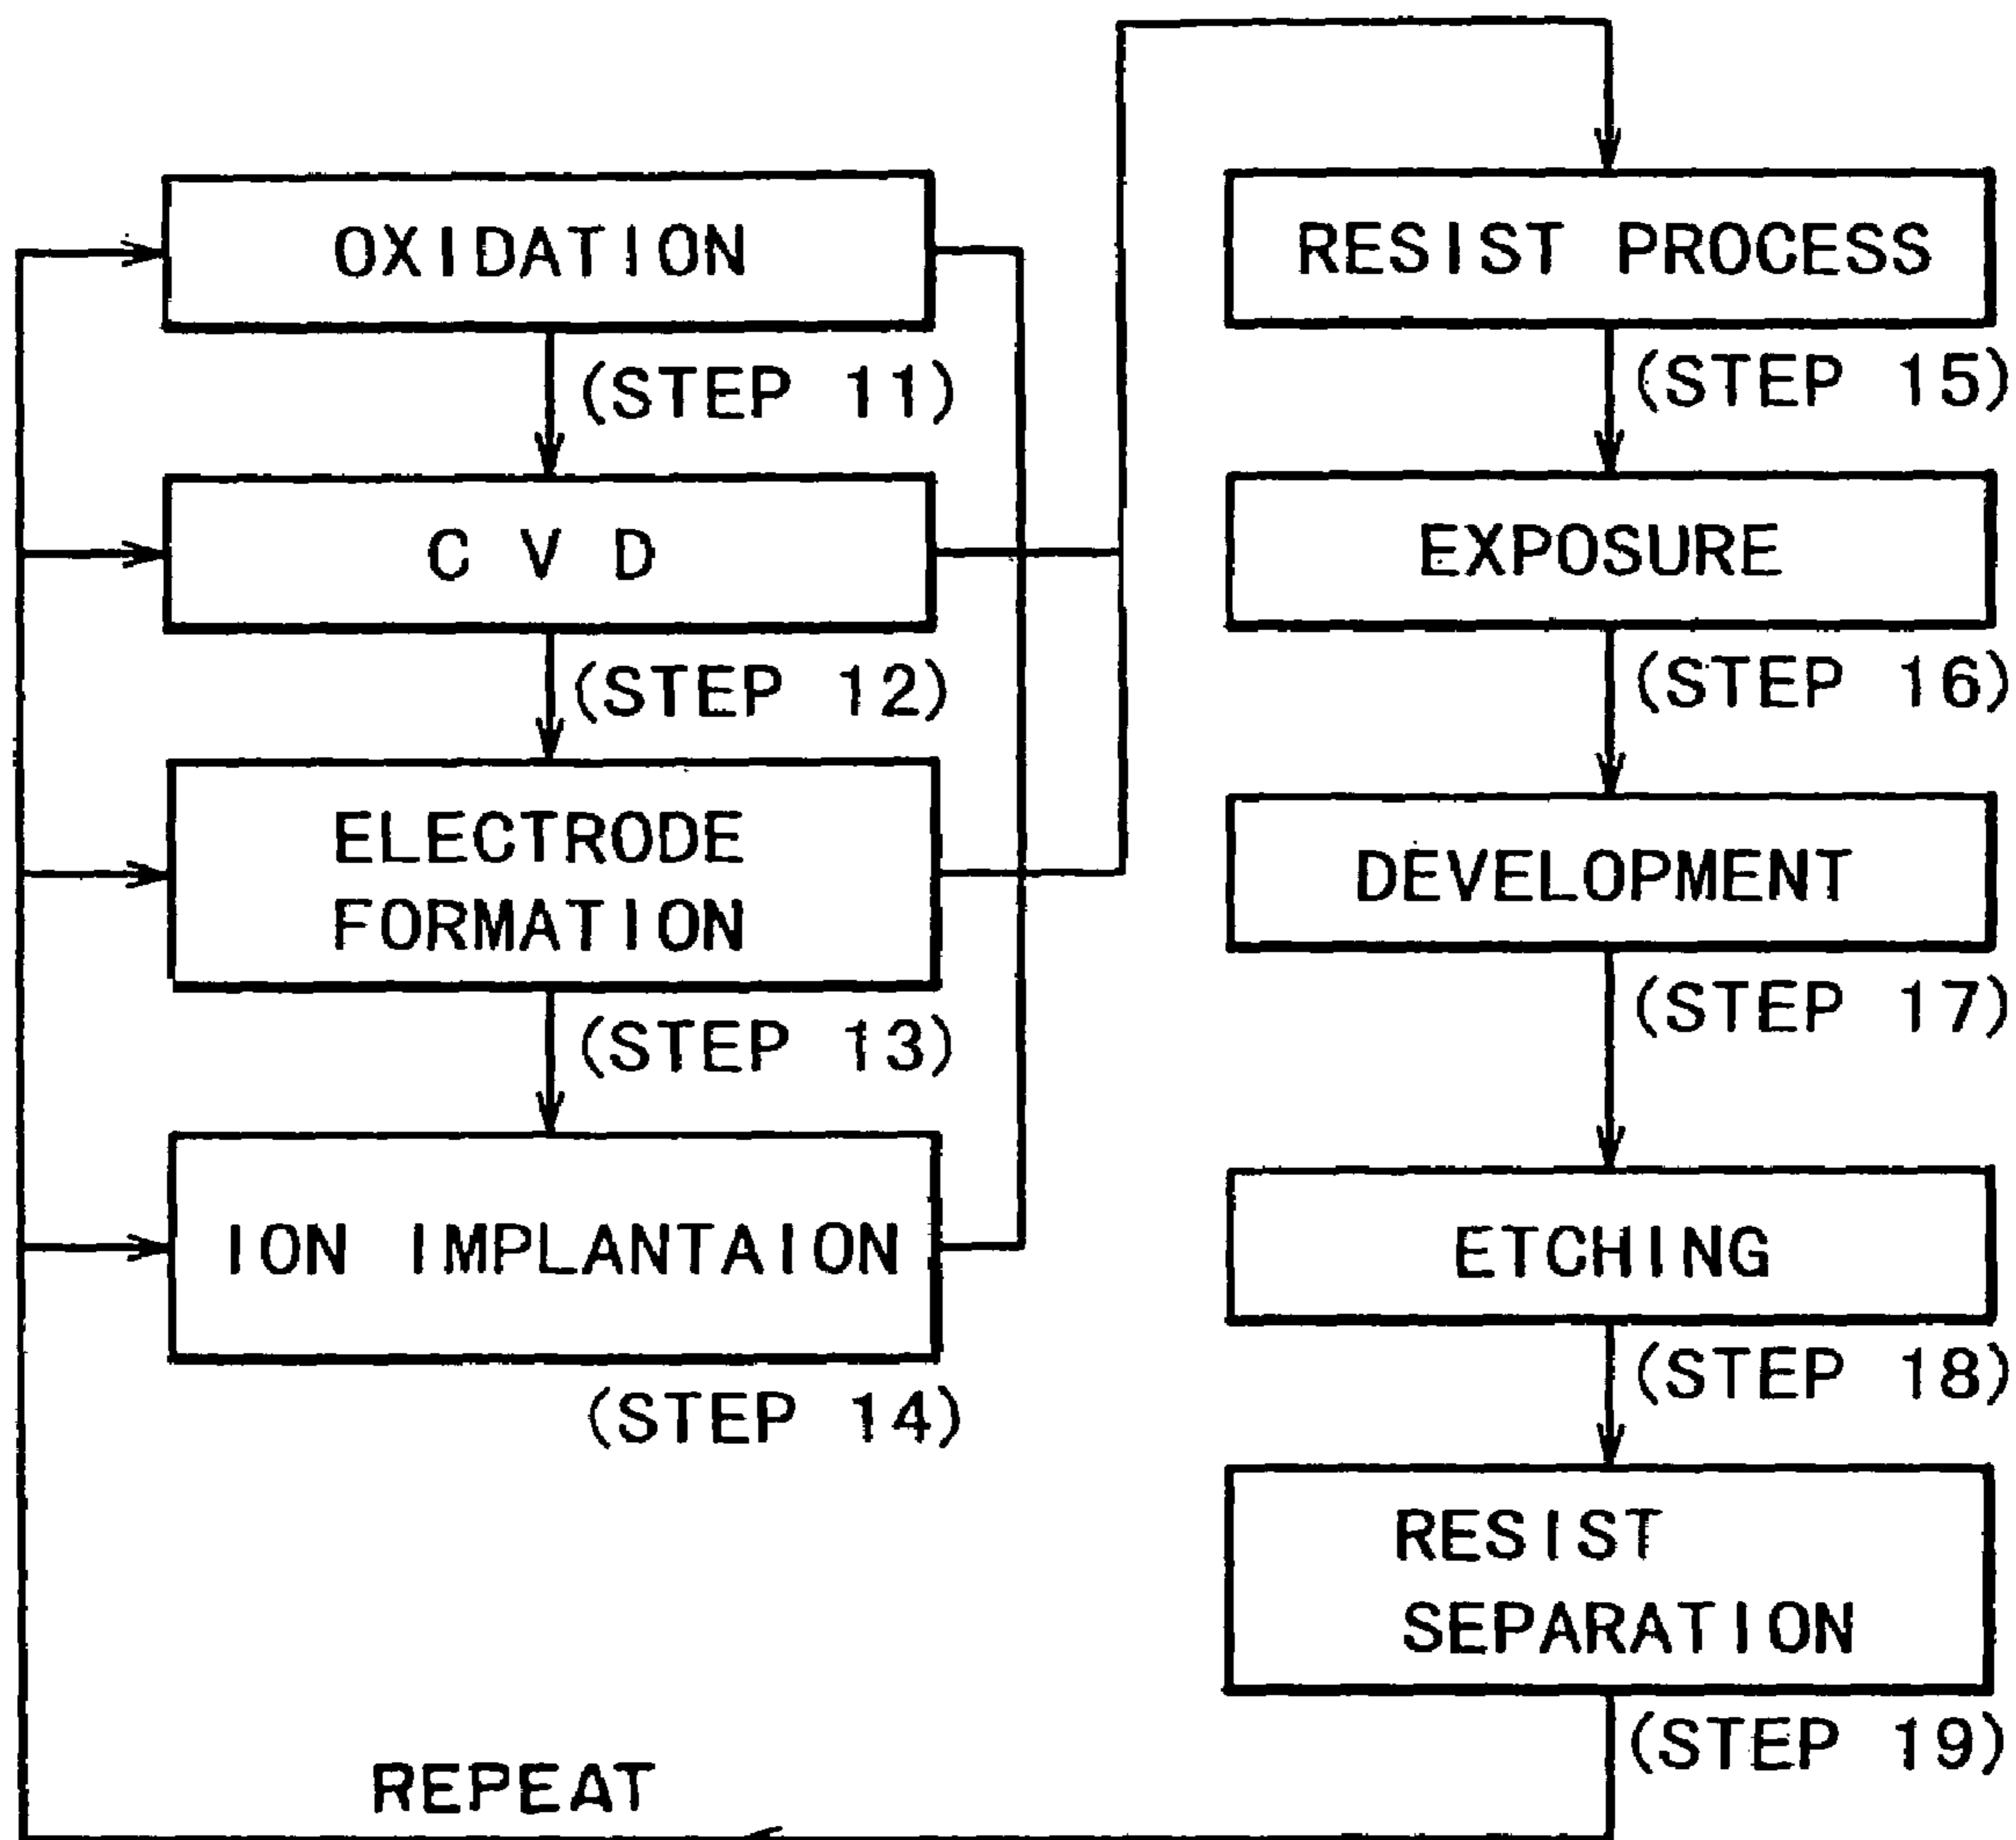 OXIDATION
(STEP 11)
C V D
(STEP 12)
ELECTRODE
FORMATION
(STEP 13)
ION IMPLANTAION
(STEP 14)
RESIST PROCESS
(STEP 15)
EXPOSURE
(STEP 16)
DEVELOPMENT
(STEP 17)
ETCHING
(STEP 18)
RESIST
SEPARATION
(STEP 19)
REPEAT